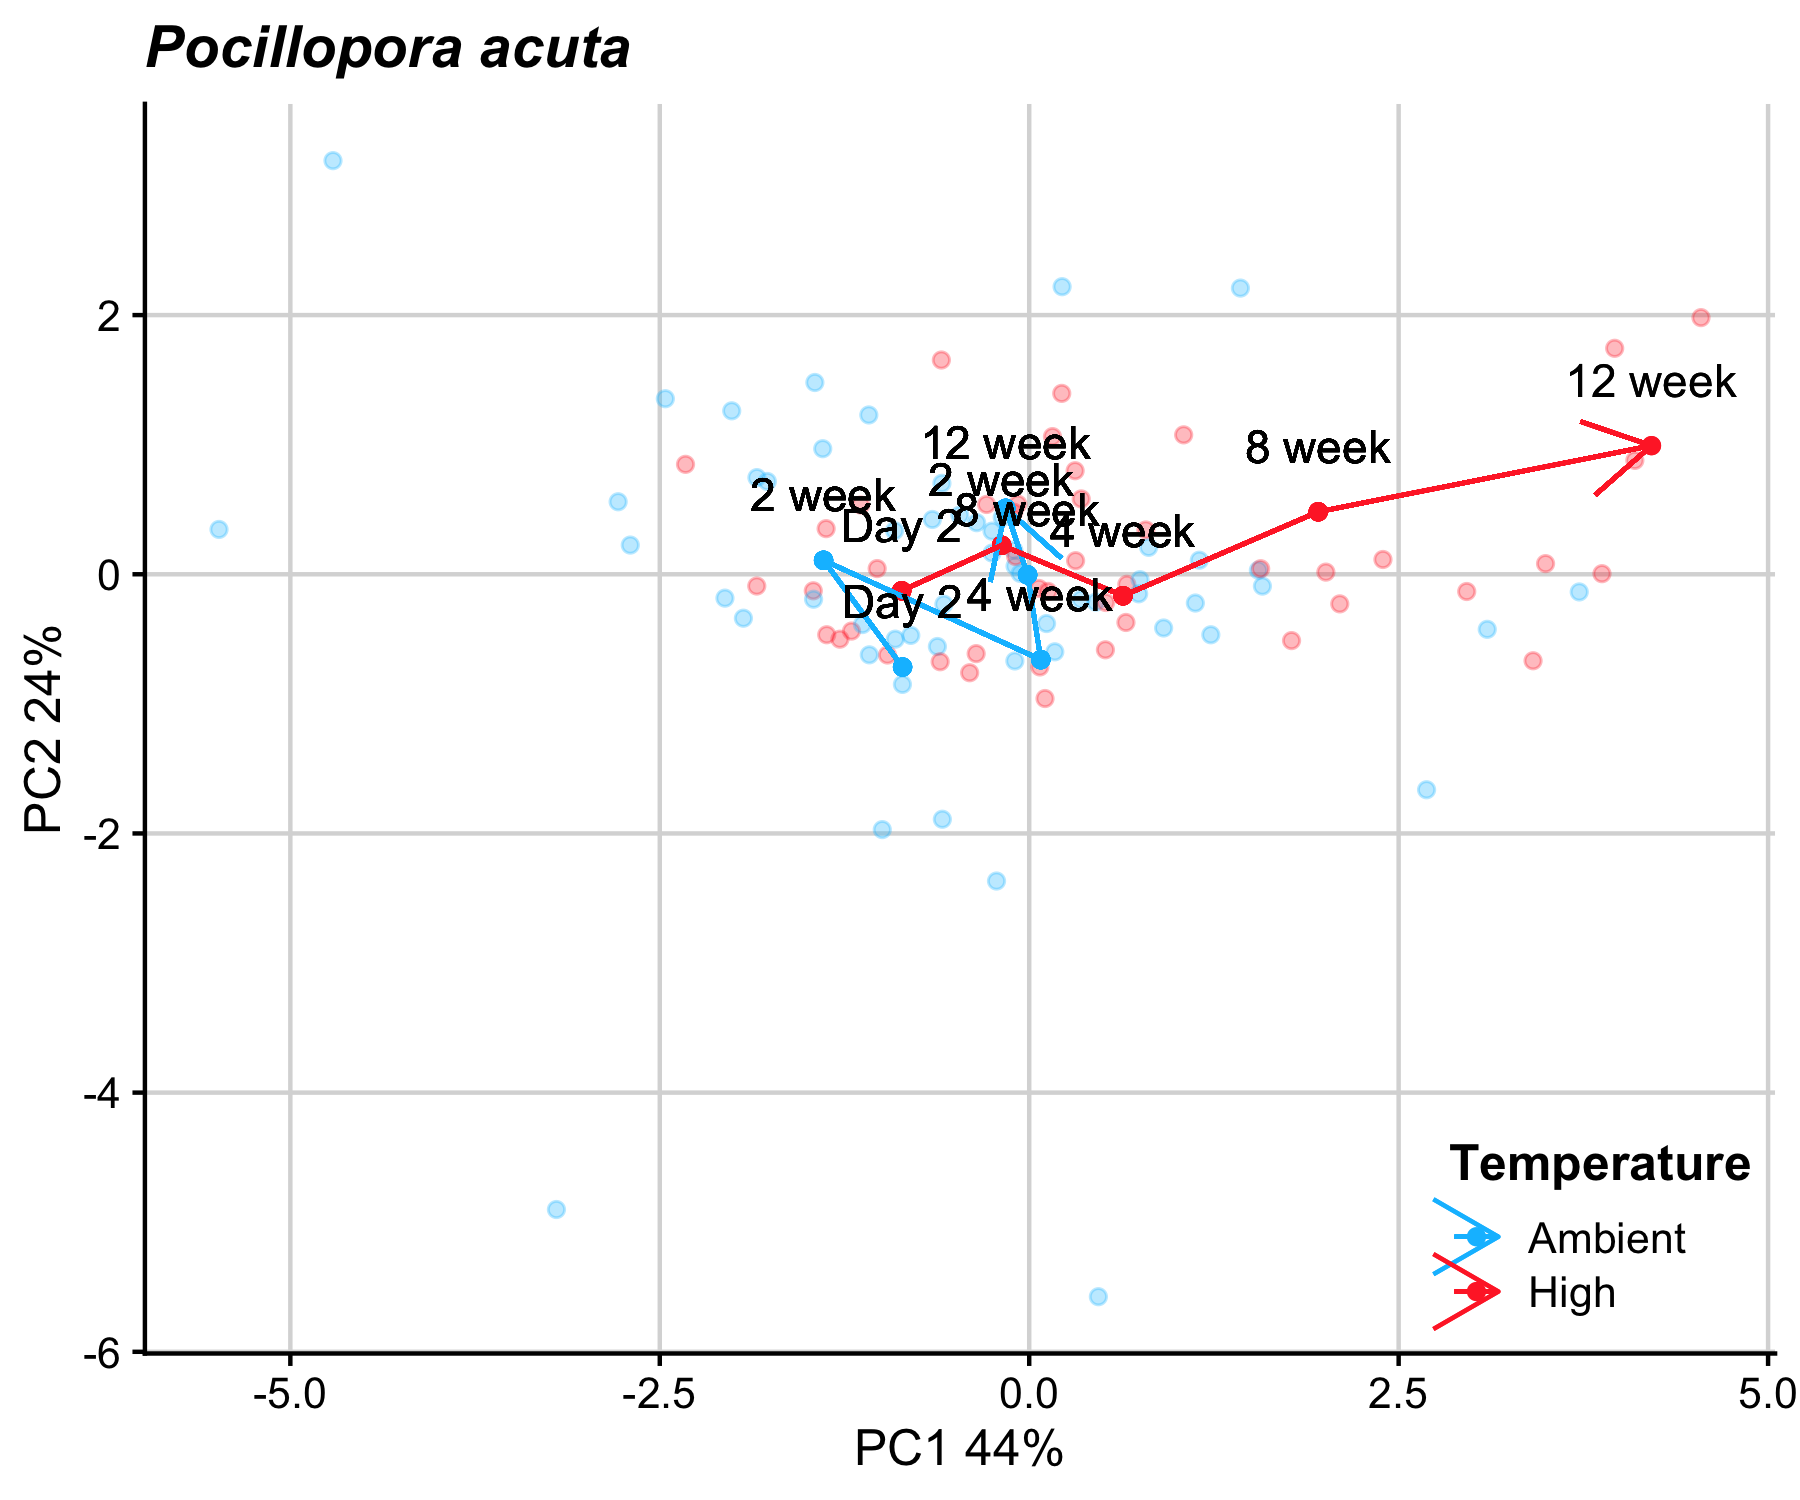 Pocillopora acuta
12 week
12 week
8 week
2 week
2 week
8 week
Day 2
4 week
Day 2
4 week
2
0
-2
-4
-6
PC2 24%
-5.0
-2.5
0.0
2.5
5.0
PC1 44%
Temperature
Ambient
High